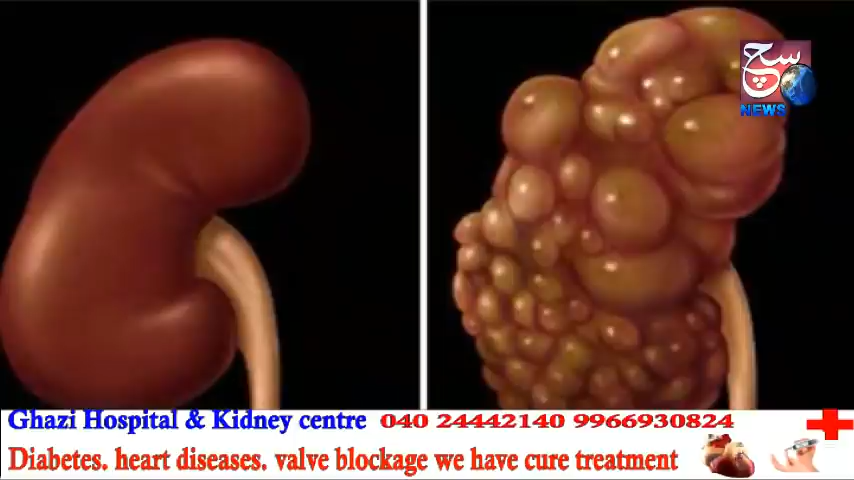 سچ
NEWS
Ghazi Hospital & Kidney centre 040 24442140 9966930824
Diabetes. heart diseases. valve blockage we have cure treatment